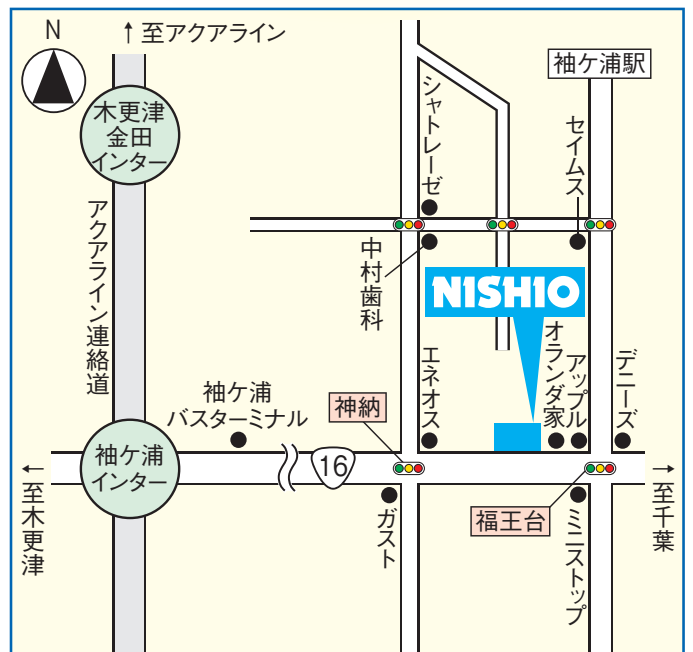 N
↑至アクアライン
木更津
金田
インター
アクアライン連絡道
シャトレーゼ
袖ケ浦駅
セイムス
中村歯科
NISHIO
エネオス
オランダ家
アップル
デニーズ
袖ケ浦
バスターミナル
神納
袖ケ浦
インター
16
←至木更津
→至千葉
ガスト
福王台
ミニストップ